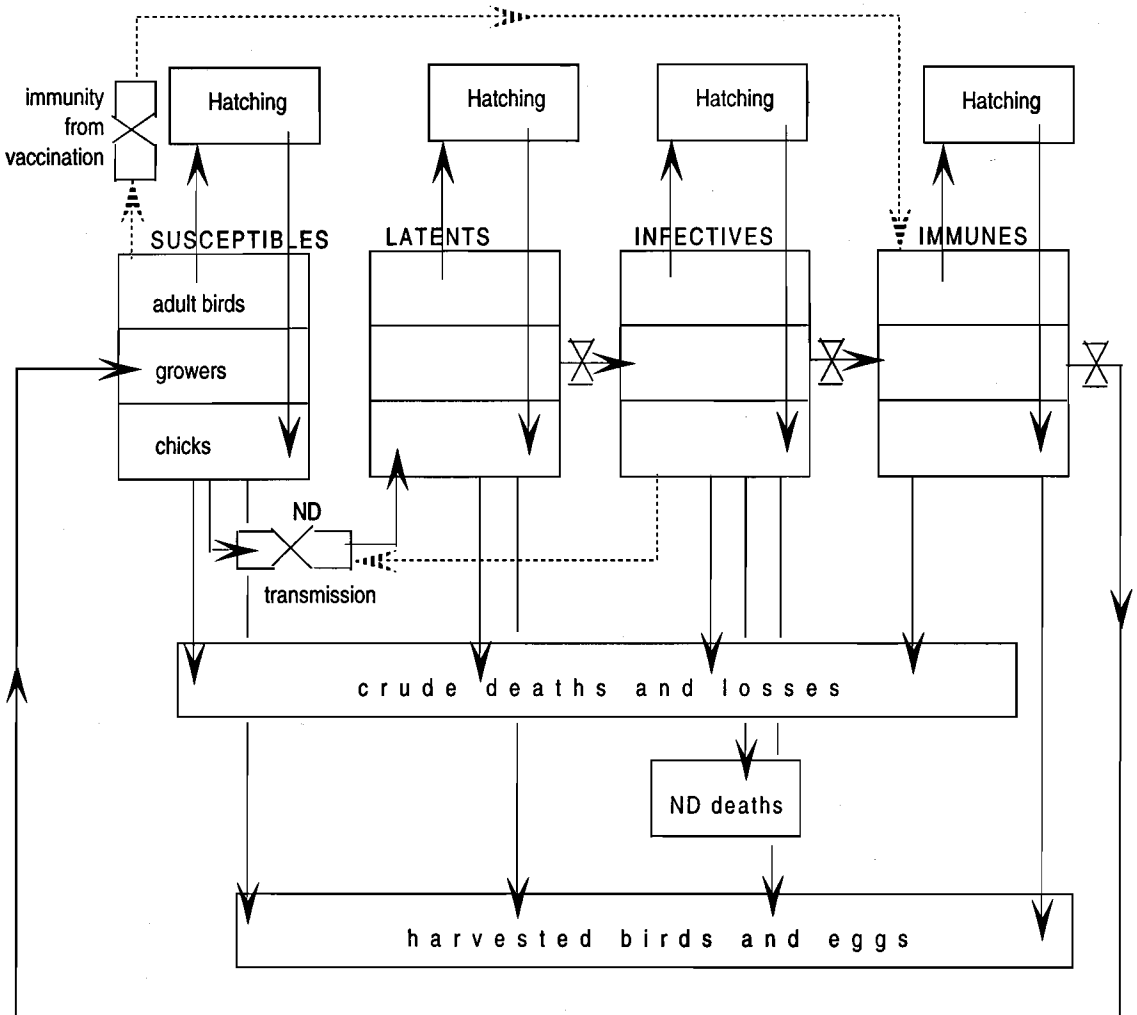 immunity
from
vaccination
Hatching
Hatching
Hatching
Hatching
SUSCEPTIBLES
LATENTS
INFECTIVES
IMMUNES
adult birds
growers
chicks
ND
transmission
crude deaths and losses
ND deaths
harvested birds and eggs